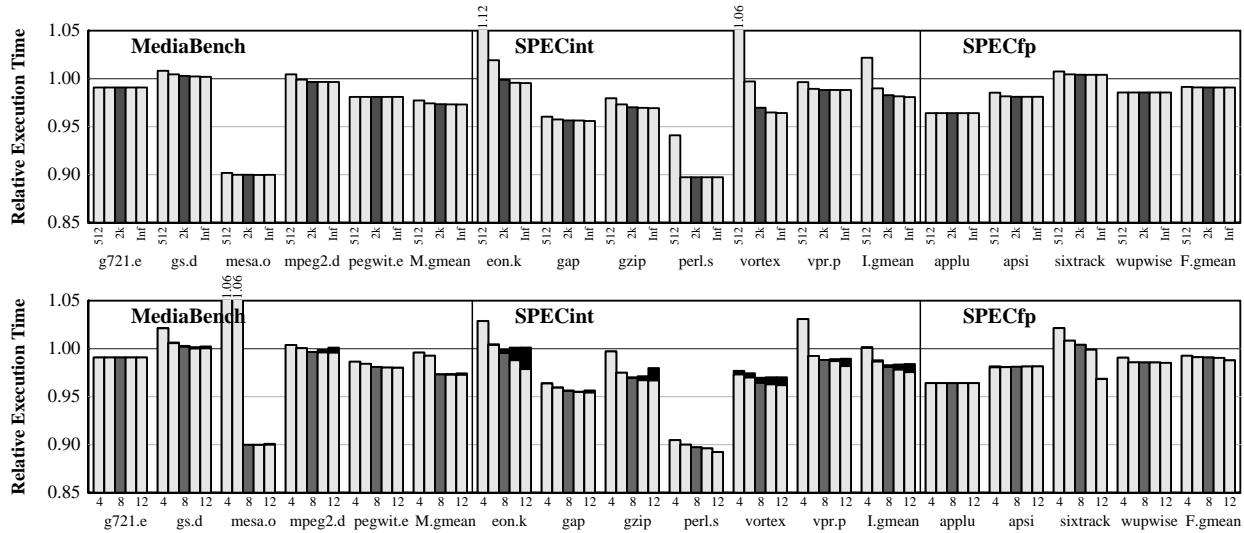 1.12
1.06
1.05
MediaBench
SPECint
SPECfp
Relative Execution Time
1.00
0.95
0.90
0.85
512 2k Inf 512 2k Inf 512 2k Inf 512 2k Inf 512 2k Inf 512 2k Inf 512 2k Inf 512 2k Inf 512 2k Inf 512 2k Inf 512 2k Inf 512 2k Inf 512 2k Inf 512 2k Inf 512 2k Inf 512 2k Inf 512 2k Inf 512 2k Inf
g721.e gs.d mesa.o mpeg2.d pegwit.e M.gmean eon.k gap gzip perl.s vortex vpr.p I.gmean applu apsi sixtrack wupwise F.gmean
1.06 1.06
1.05
MediaBench
SPECint
SPECfp
Relative Execution Time
1.00
0.95
0.90
0.85
4 8 12 4 8 12 4 8 12 4 8 12 4 8 12 4 8 12 4 8 12 4 8 12 4 8 12 4 8 12 4 8 12 4 8 12 4 8 12 4 8 12 4 8 12 4 8 12 4 8 12 4 8 12
g721.e gs.d mesa.o mpeg2.d pegwit.e M.gmean eon.k gap gzip perl.s vortex vpr.p I.gmean applu apsi sixtrack wupwise F.gmean